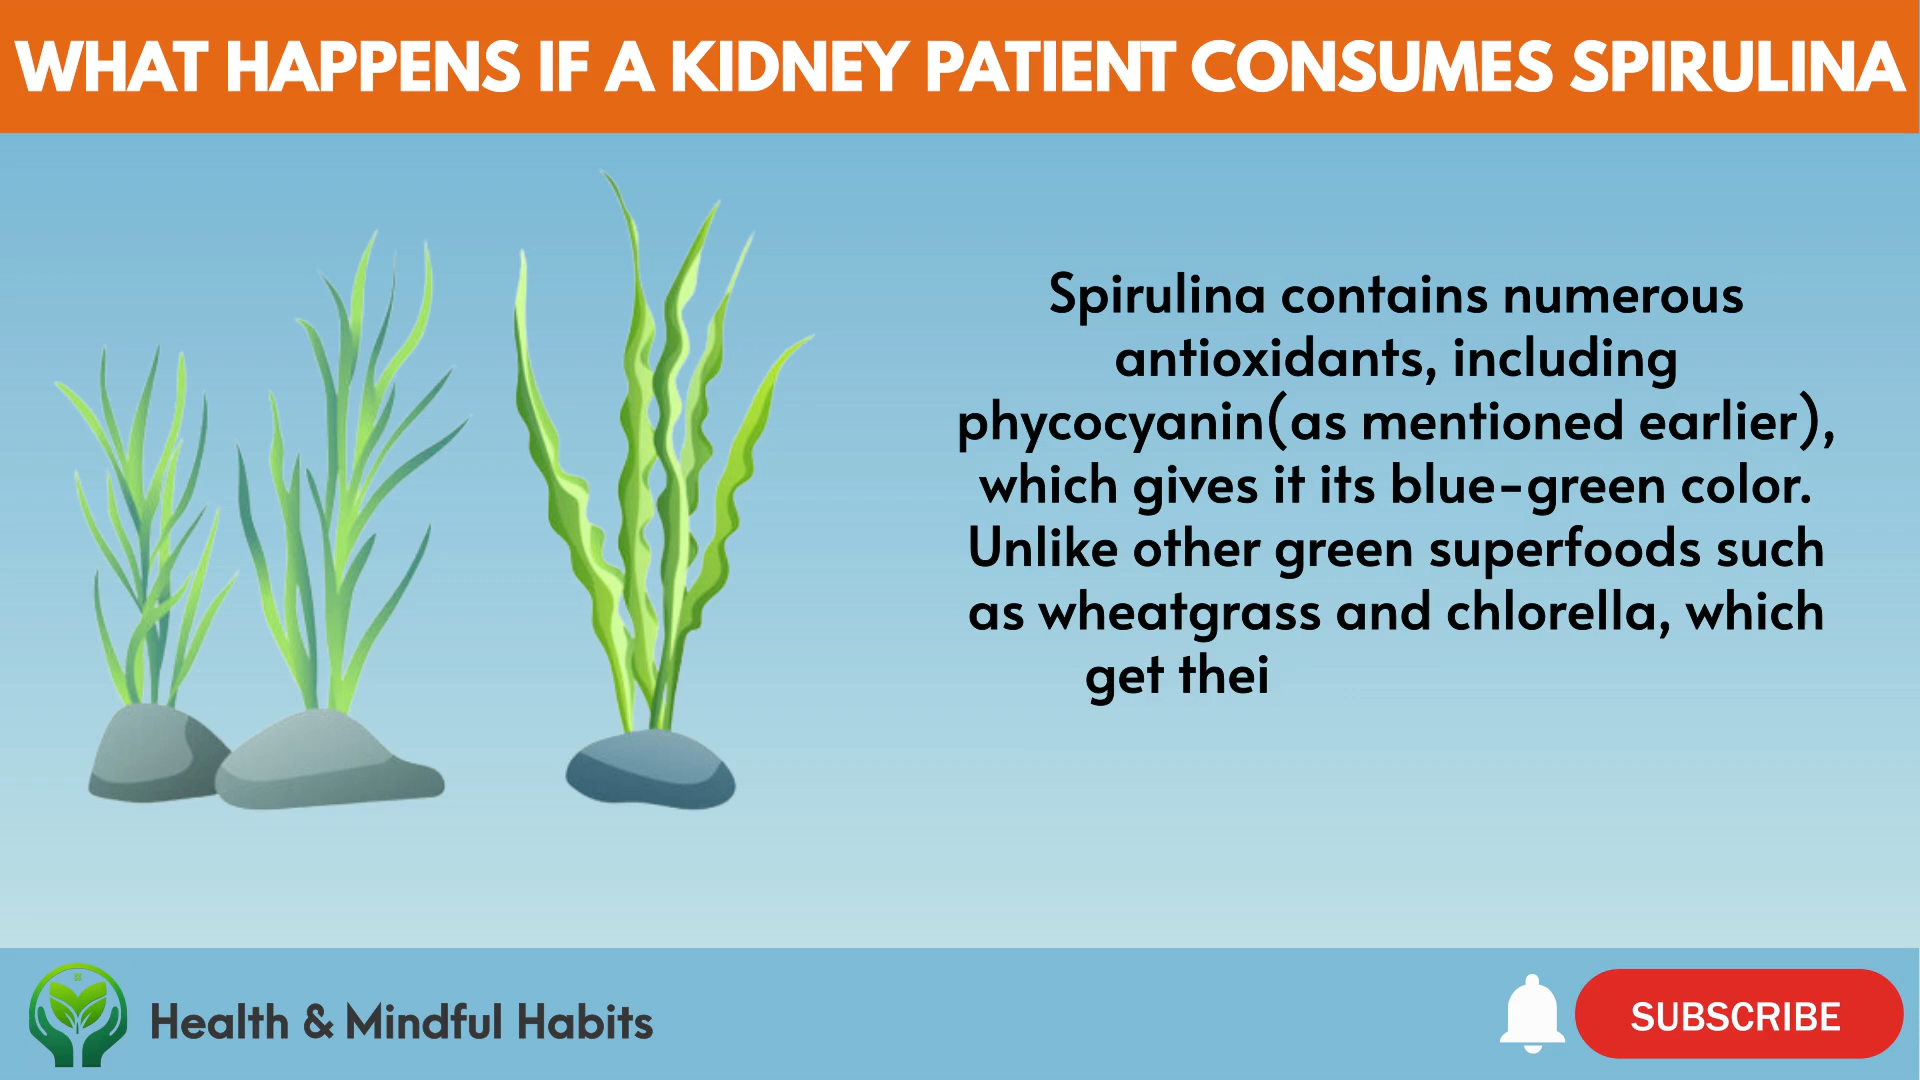 WHAT HAPPENS IF A KIDNEY PATIENT CONSUMES SPIRULINA
Spirulina contains numerous
antioxidants, including
phycocyanin(as mentioned earlier),
which gives it its blue-green color.
Unlike other green superfoods such
as wheatgrass and chlorella, which
get thei
Health & Mindful Habits
SUBSCRIBE